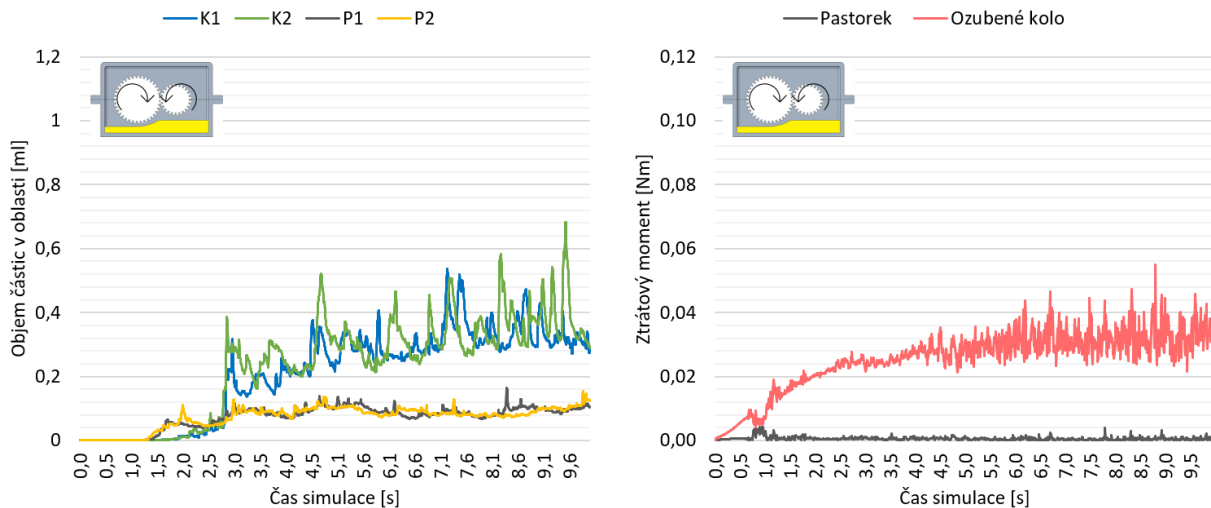 K1 K2 P1 P2
1,2
1
0,8
0,6
0,4
0,2
0
Objem částic v oblasti [ml]
0,0 0,5 1,0 1,5 2,0 2,5 3,0 3,5 4,0 4,5 5,1 5,6 6,1 6,6 7,1 7,6 8,1 8,6 9,1 9,6
Čas simulace [s]
Pastorek Ozubené kolo
0,12
0,10
0,08
0,06
0,04
0,02
0,00
Ztrátový moment [Nm]
0,0 0,5 1,0 1,5 2,0 2,5 3,0 3,5 4,0 4,5 5,0 5,5 6,0 6,5 7,0 7,5 8,0 8,5 9,0 9,5
Čas simulace [s]